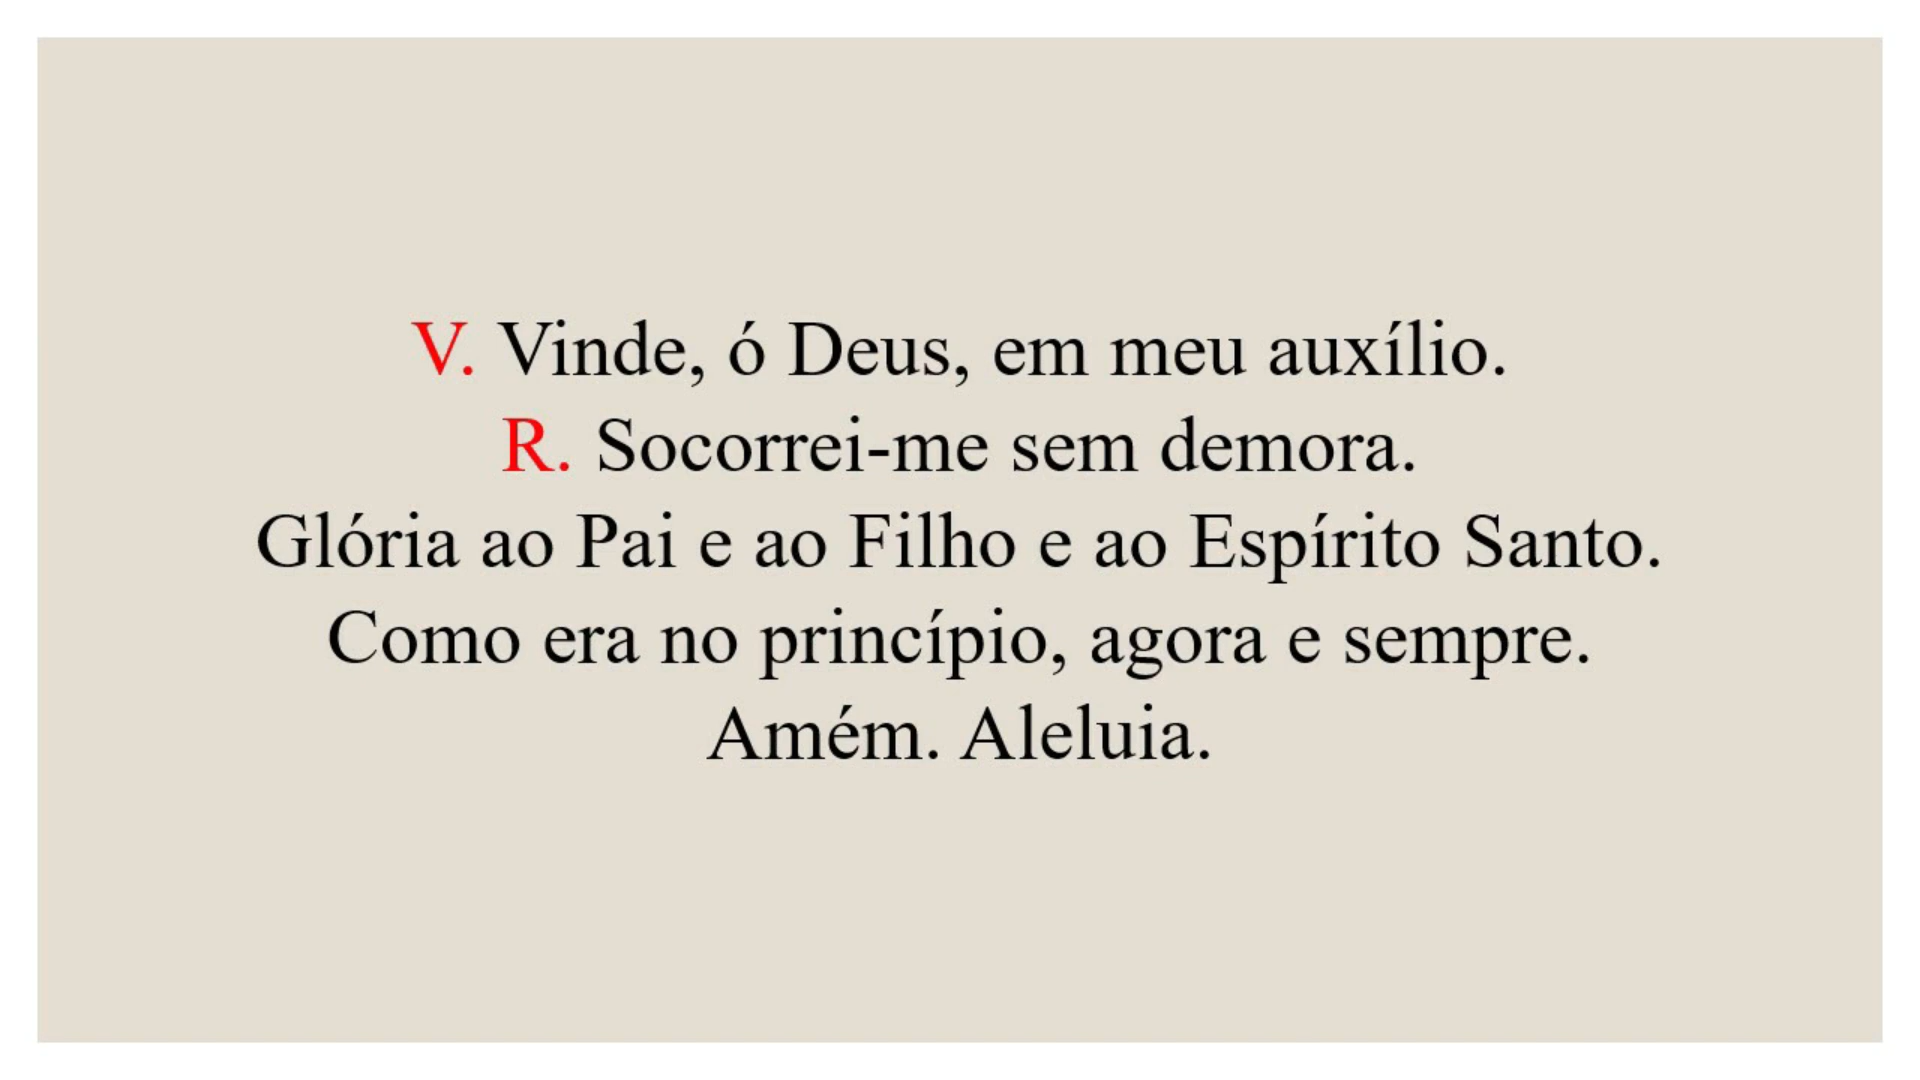 V. Vinde, ó Deus, em meu auxílio.
R. Socorrei-me sem demora.
Glória ao Pai e ao Filho e ao Espírito Santo.
Como era no princípio, agora e sempre.
Amém. Aleluia.